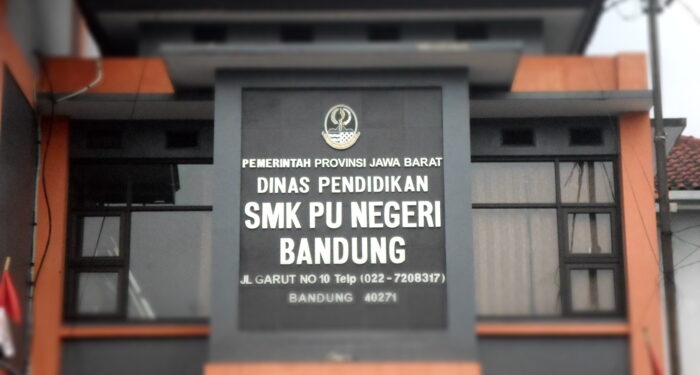 PEMERINTAH PROVINSI JAWA BARAT
DINAS PENDIDIKAN
SMK PU NEGERI
BANDUNG
JL GARUT NO 10 Telp (022-7208317)
BANDUNG 40271